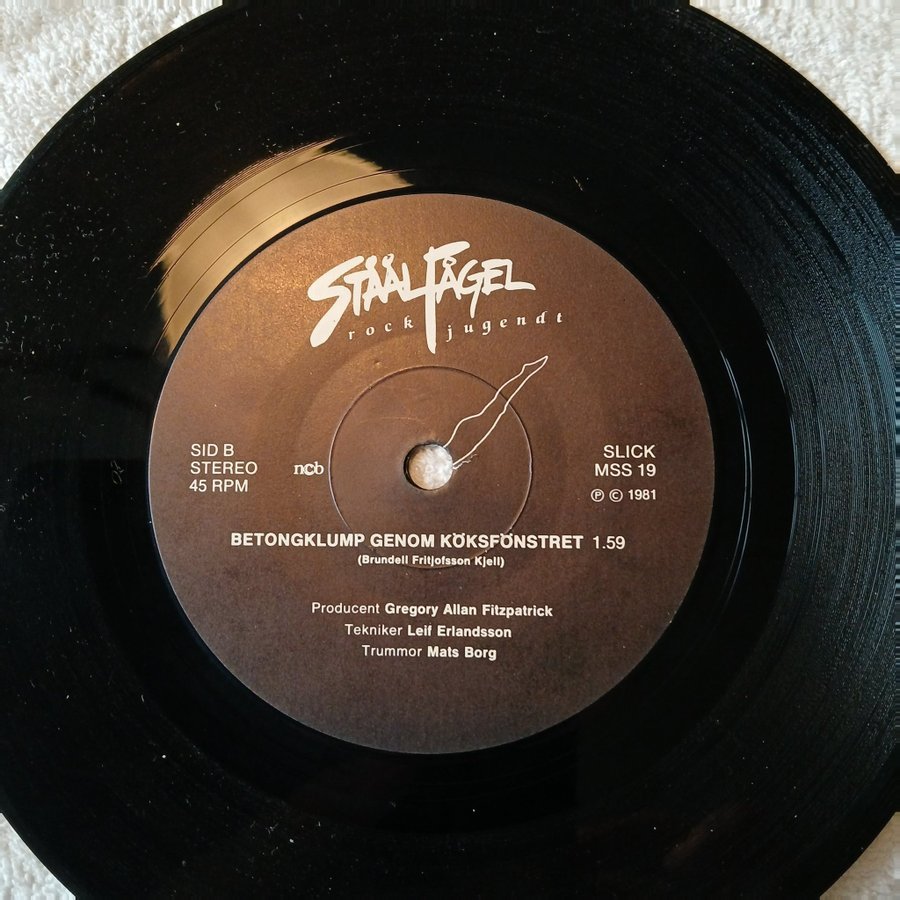 STÅÅLFÅGEL
rock jugendt
SID B
STEREO
45 RPM
ncb
SLICK
MSS 19
℗ © 1981
BETONGKLUMP GENOM KÖKSFÖNSTRET 1.59
(Brundell Fritjofsson Kjell)
Producent Gregory Allan Fitzpatrick
Tekniker Leif Erlandsson
Trummor Mats Borg